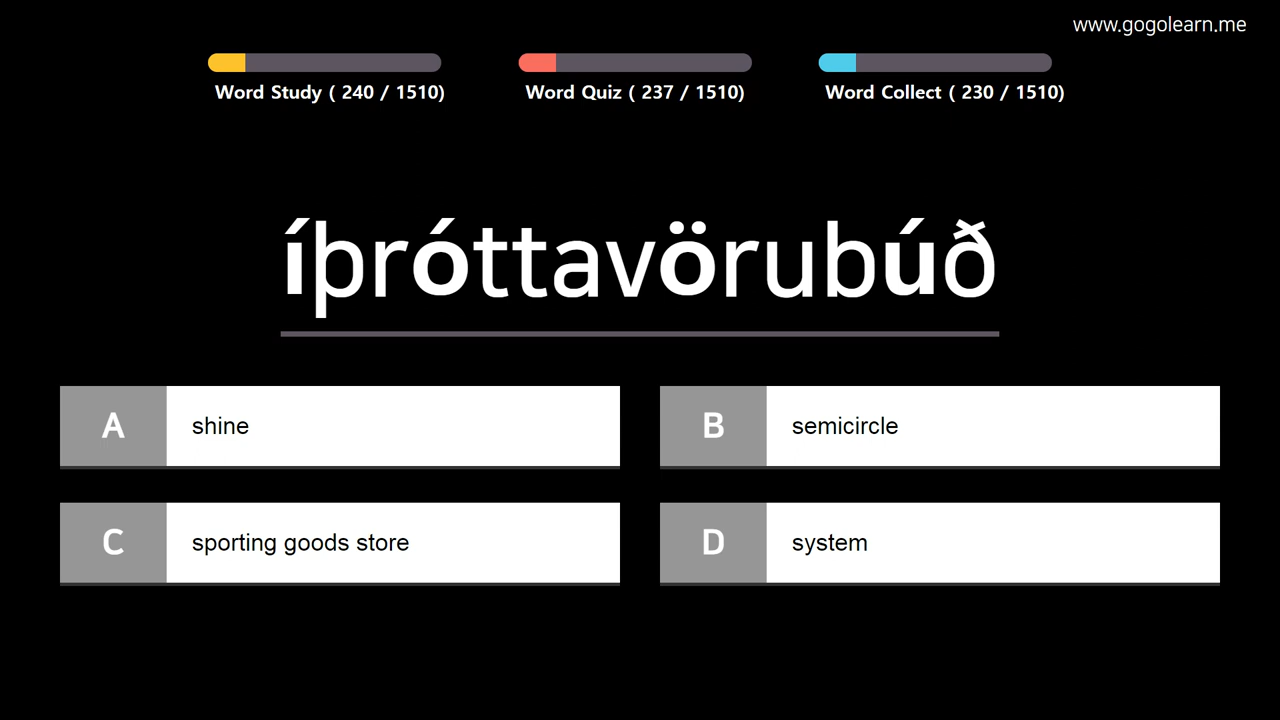 www.gogolearn.me
Word Study ( 240 / 1510)
Word Quiz ( 237 / 1510)
Word Collect ( 230 / 1510)
íþróttavörubúð
A shine
B semicircle
C sporting goods store
D system